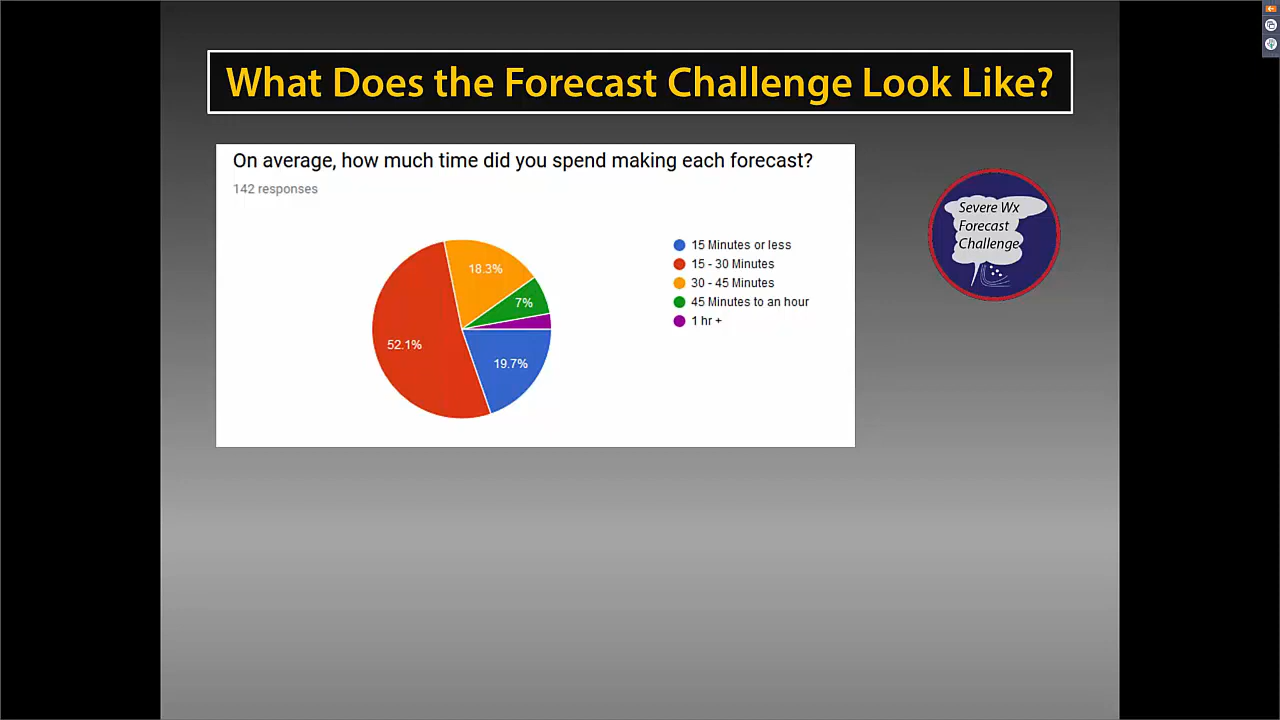 What Does the Forecast Challenge Look Like?
On average, how much time did you spend making each forecast?
142 responses
18.3%
7%
52.1%
19.7%
15 Minutes or less
15 - 30 Minutes
30 - 45 Minutes
45 Minutes to an hour
1 hr +
Severe Wx
Forecast
Challenge